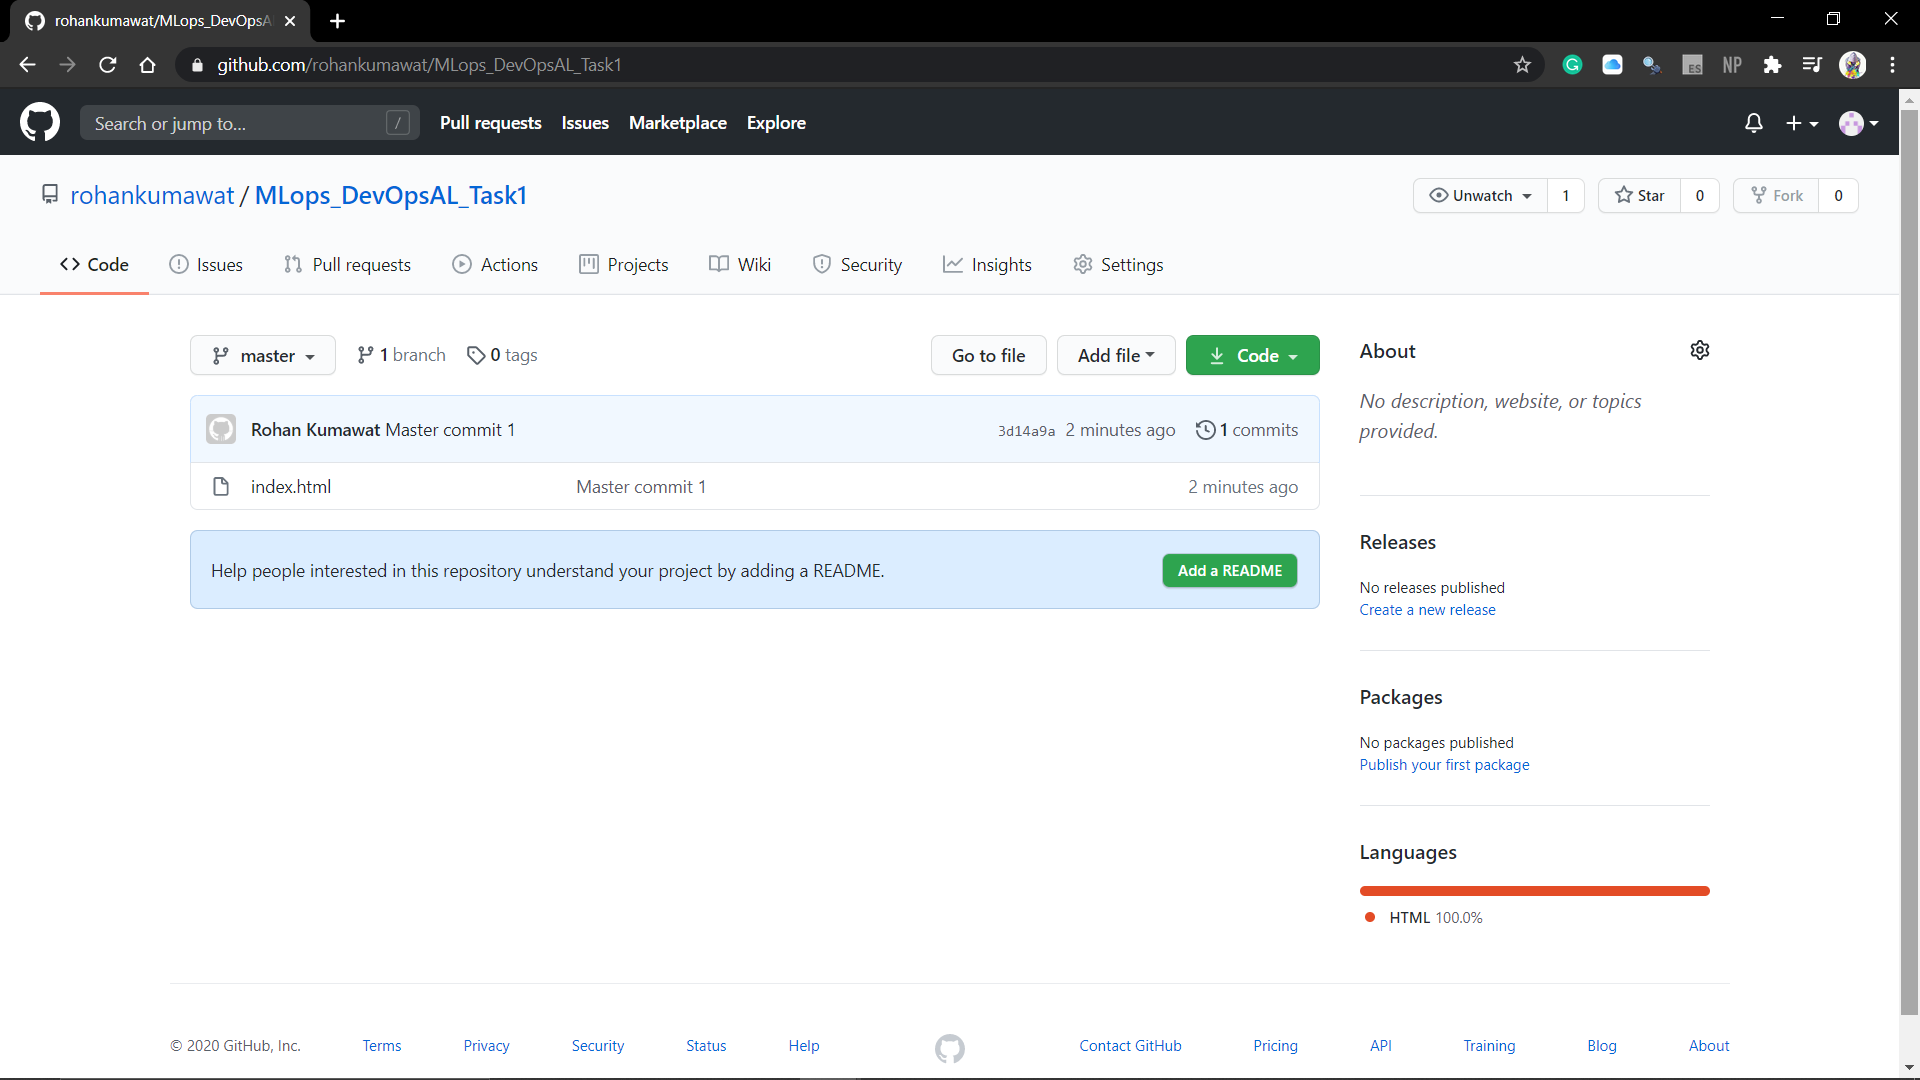 rohankumawat/MLops_DevOpsA
github.com/rohankumawat/MLops_DevOpsAL_Task1
ES
NP
Search or jump to... /
Pull requests Issues Marketplace Explore
rohankumawat / MLops_DevOpsAL_Task1
Unwatch 1 Star 0 Fork 0
Code Issues Pull requests Actions Projects Wiki Security Insights Settings
master 1 branch 0 tags Go to file Add file Code
Rohan Kumawat Master commit 1 3d14a9a 2 minutes ago 1 commits
index.html Master commit 1 2 minutes ago
Help people interested in this repository understand your project by adding a README. Add a README
About
No description, website, or topics
provided.
Releases
No releases published
Create a new release
Packages
No packages published
Publish your first package
Languages
HTML 100.0%
© 2020 GitHub, Inc. Terms Privacy Security Status Help Contact GitHub Pricing API Training Blog About